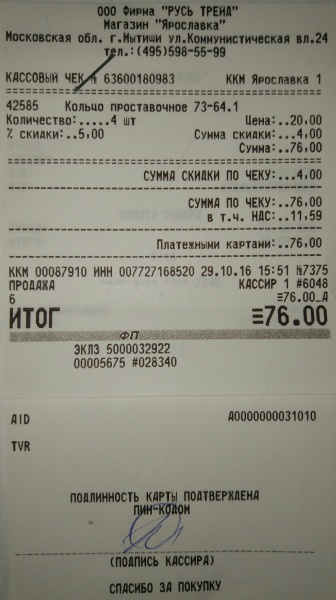 ООО Фирма "РУСЬ ТРЕЙД"
Магазин "Ярославка"
Московская обл. г.Мытищи ул.Коммунистическая вл.24
тел.:(495)598-55-99
КАССОВЫЙ ЧЕК № 63600180983 ККМ Ярославка 1
42585 Кольцо проставочное 73-64.1
Количество:.....4 шт Цена:..20,00
% скидки:..5,00 Сумма скидки:...4,00
Сумма:..76,00
СУММА СКИДКИ ПО ЧЕКУ:...4,00
СУММА ПО ЧЕКУ:..76,00
в т.ч. НДС:..11,59
Платежными картами:..76,00
ККМ 00087910 ИНН 007727168520 29.10.16 15:51 №7375
ПРОДАЖА КАССИР 1 #6048
6 ≡76.00_А
ИТОГ ≡76.00
ФП
ЭКЛЗ 5000032922
00005675 #028340
AID A0000000031010
TVR
ПОДЛИННОСТЬ КАРТЫ ПОДТВЕРЖДЕНА
ПИН-КОДОМ
(ПОДПИСЬ КАССИРА)
СПАСИБО ЗА ПОКУПКУ